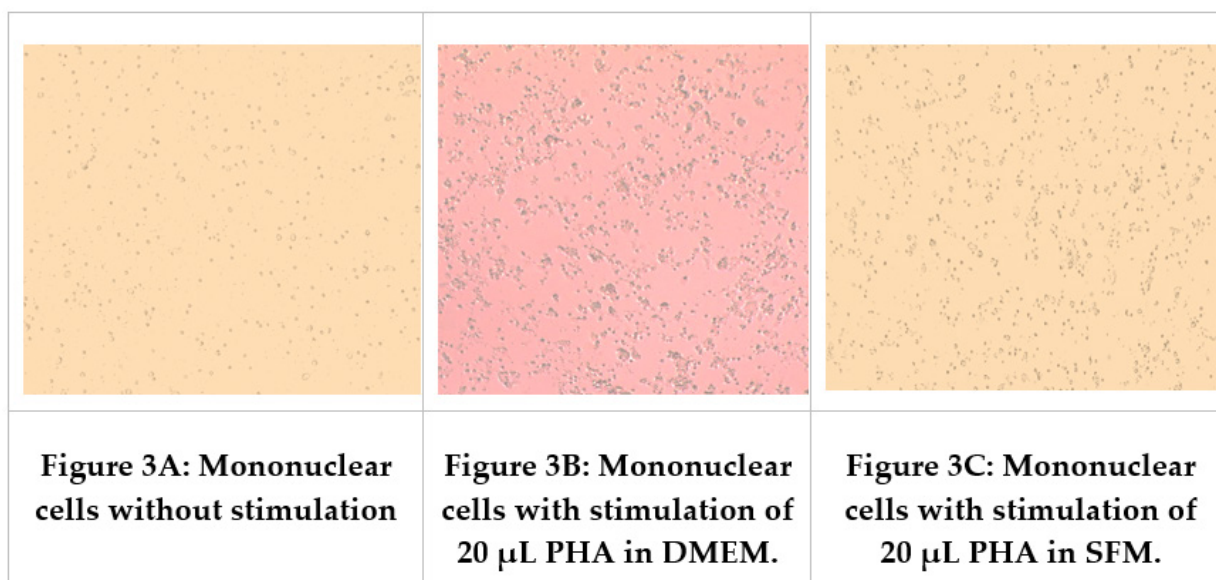 Figure 3A: Mononuclear
cells without stimulation
Figure 3B: Mononuclear
cells with stimulation of
20 μL PHA in DMEM.
Figure 3C: Mononuclear
cells with stimulation of
20 μL PHA in SFM.